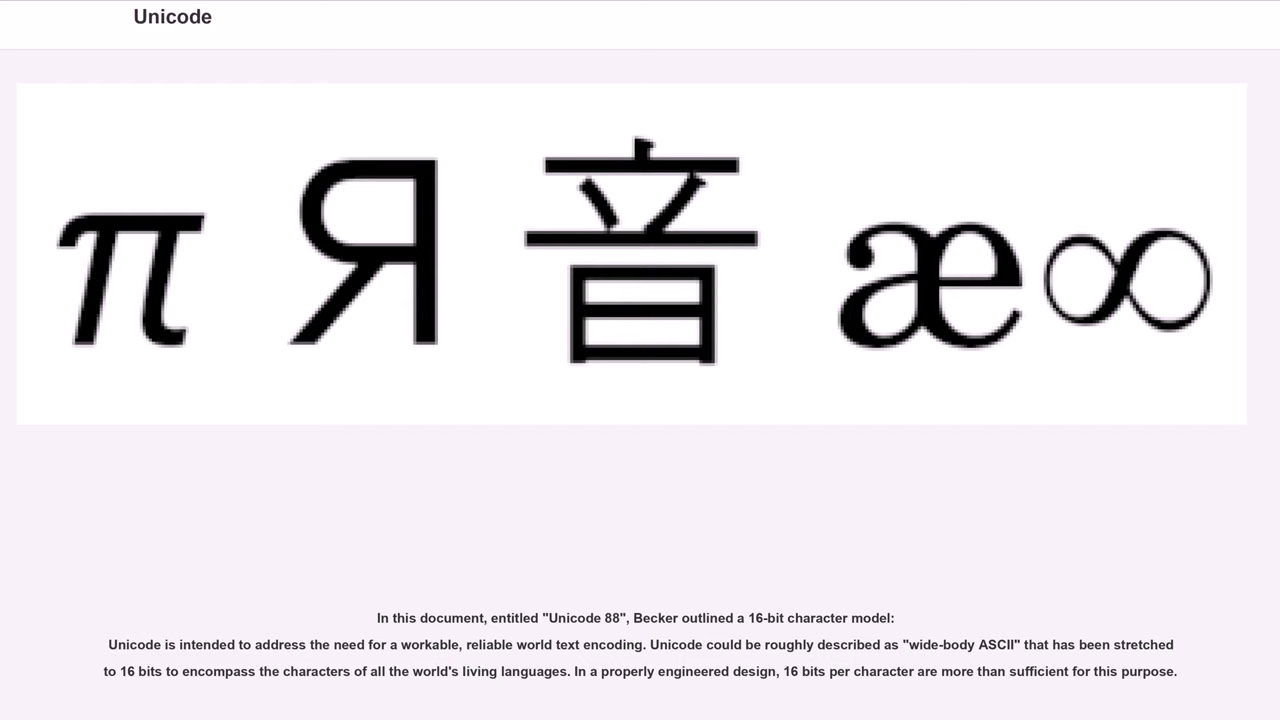 Unicode
π Я 音 æ∞
In this document, entitled "Unicode 88", Becker outlined a 16-bit character model:
Unicode is intended to address the need for a workable, reliable world text encoding. Unicode could be roughly described as "wide-body ASCII" that has been stretched
to 16 bits to encompass the characters of all the world's living languages. In a properly engineered design, 16 bits per character are more than sufficient for this purpose.